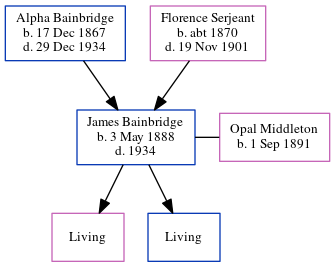 Alpha Bainbridge
b. 17 Dec 1867
d. 29 Dec 1934
Florence Serjeant
b. abt 1870
d. 19 Nov 1901
James Bainbridge
b. 3 May 1888
d. 1934
Opal Middleton
b. 1 Sep 1891
Living
Living